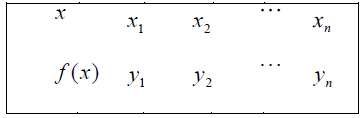 x x₁ x₂ ... xₙ
f(x) y₁ y₂ ... yₙ